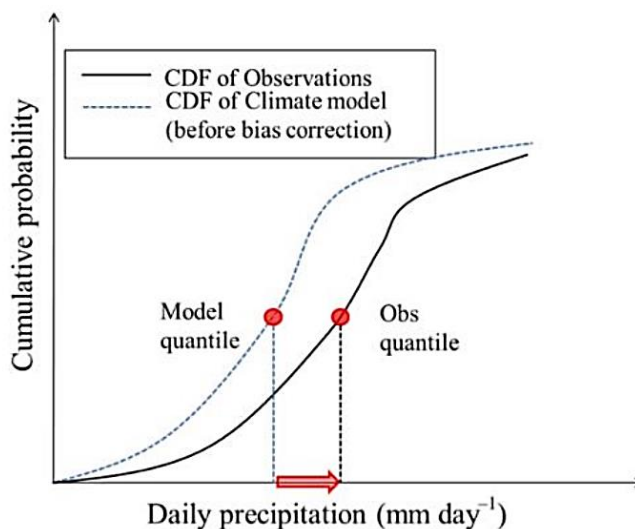 CDF of Observations
CDF of Climate model
(before bias correction)
Cumulative probability
Model
quantile
Obs
quantile
Daily precipitation (mm day⁻¹)